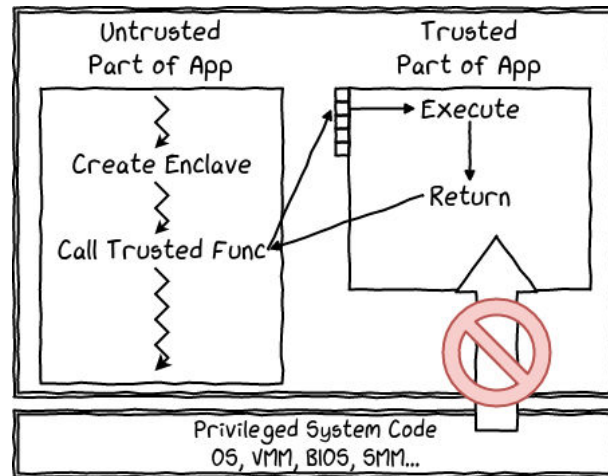 Untrusted
Part of App
Trusted
Part of App
Create Enclave
Call Trusted Func
Execute
Return
Privileged System Code
OS, VMM, BIOS, SMM...